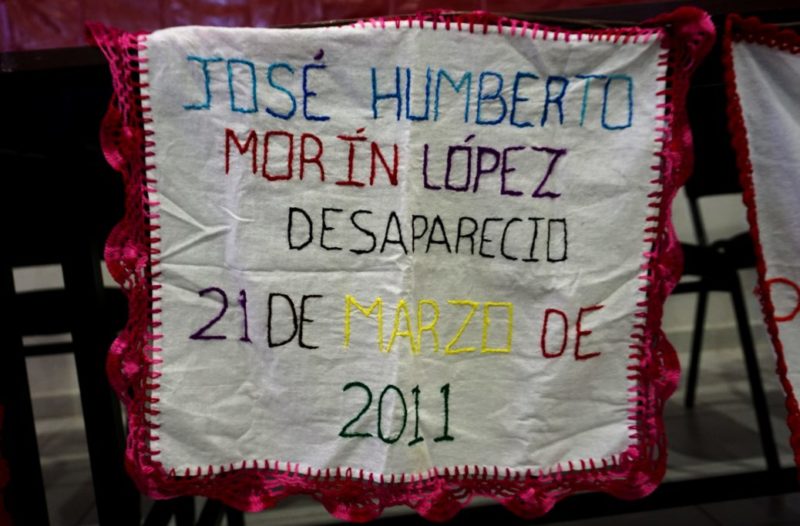 JOSÉ HUMBERTO
MORÍN LÓPEZ
DESAPARECIO
21 DE MARZO DE
2011